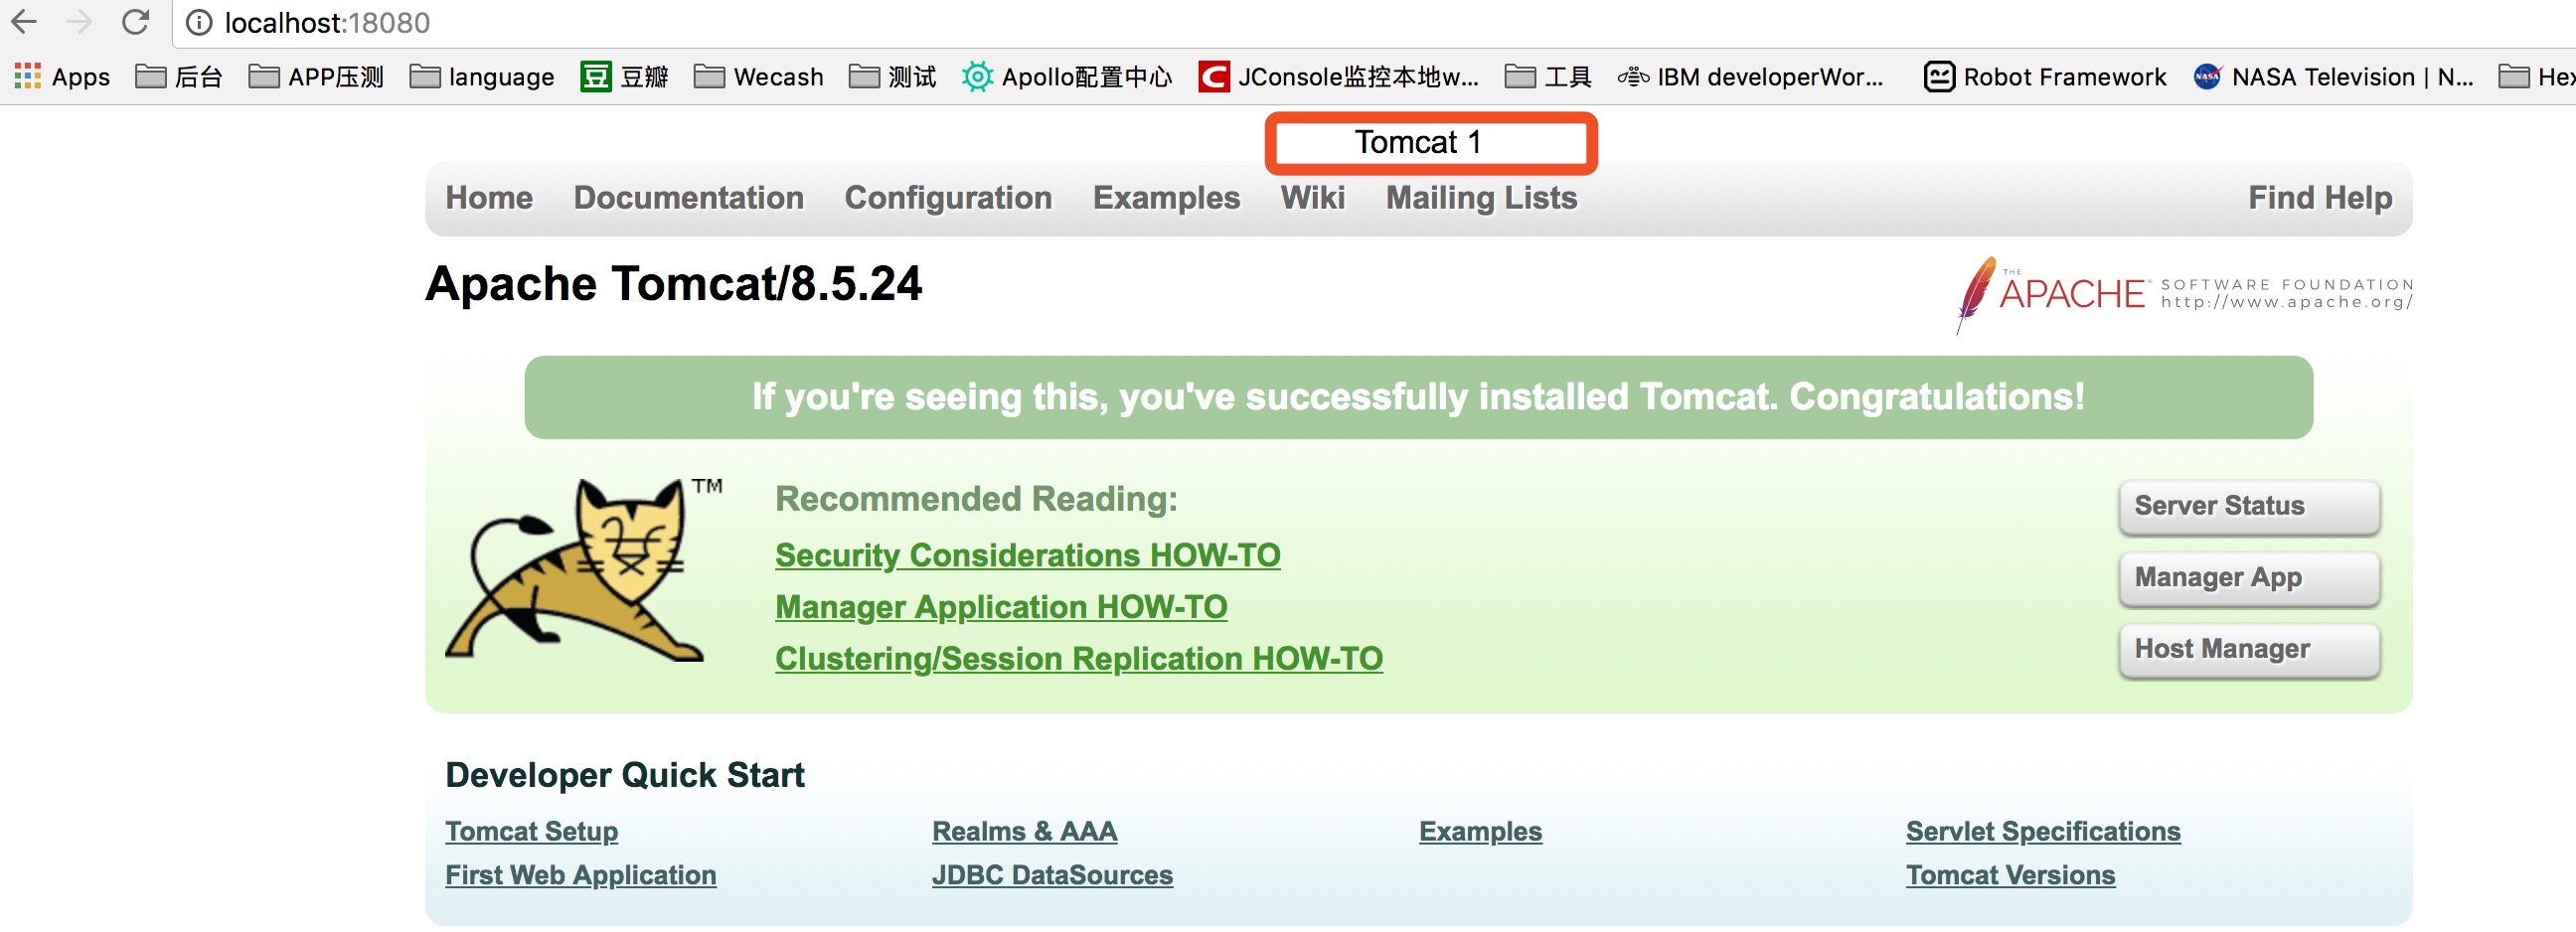 localhost:18080
Apps 后台 APP压测 language 豆 豆瓣 Wecash 测试 Apollo配置中心 C JConsole监控本地w... 工具 IBM developerWor... Robot Framework NASA NASA Television | N... Hex
Tomcat 1
Home Documentation Configuration Examples Wiki Mailing Lists Find Help
Apache Tomcat/8.5.24
THE
APACHE® SOFTWARE FOUNDATION
http://www.apache.org/
If you're seeing this, you've successfully installed Tomcat. Congratulations!
TM
Recommended Reading:
Security Considerations HOW-TO
Manager Application HOW-TO
Clustering/Session Replication HOW-TO
Server Status
Manager App
Host Manager
Developer Quick Start
Tomcat Setup Realms & AAA Examples Servlet Specifications
First Web Application JDBC DataSources Tomcat Versions